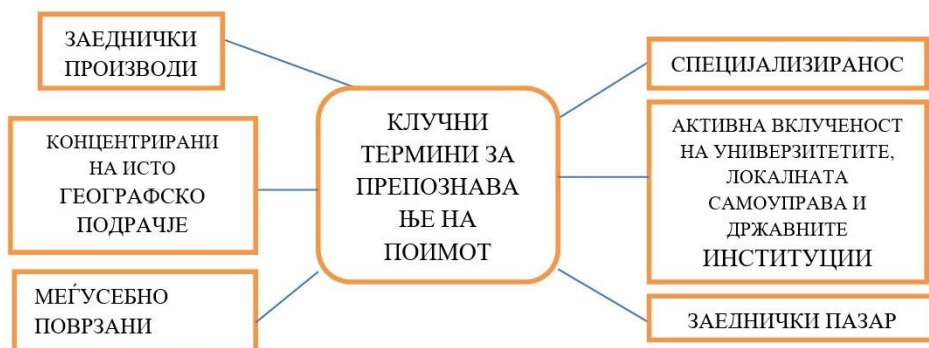 ЗАЕДНИЧКИ
ПРОИЗВОДИ
КОНЦЕНТРИРАНИ
НА ИСТО
ГЕОГРАФСКО
ПОДРАЧЈЕ
МЕЃУСЕБНО
ПОВРЗАНИ
КЛУЧНИ
ТЕРМИНИ ЗА
ПРЕПОЗНАВА
ЊЕ НА
ПОИМОТ
СПЕЦИЈАЛИЗИРАНОС
АКТИВНА ВКЛУЧЕНОСТ
НА УНИВЕРЗИТЕТИТЕ,
ЛОКАЛНАТА
САМОУПРАВА И
ДРЖАВНИТЕ
ИНСТИТУЦИИ
ЗАЕДНИЧКИ ПАЗАР